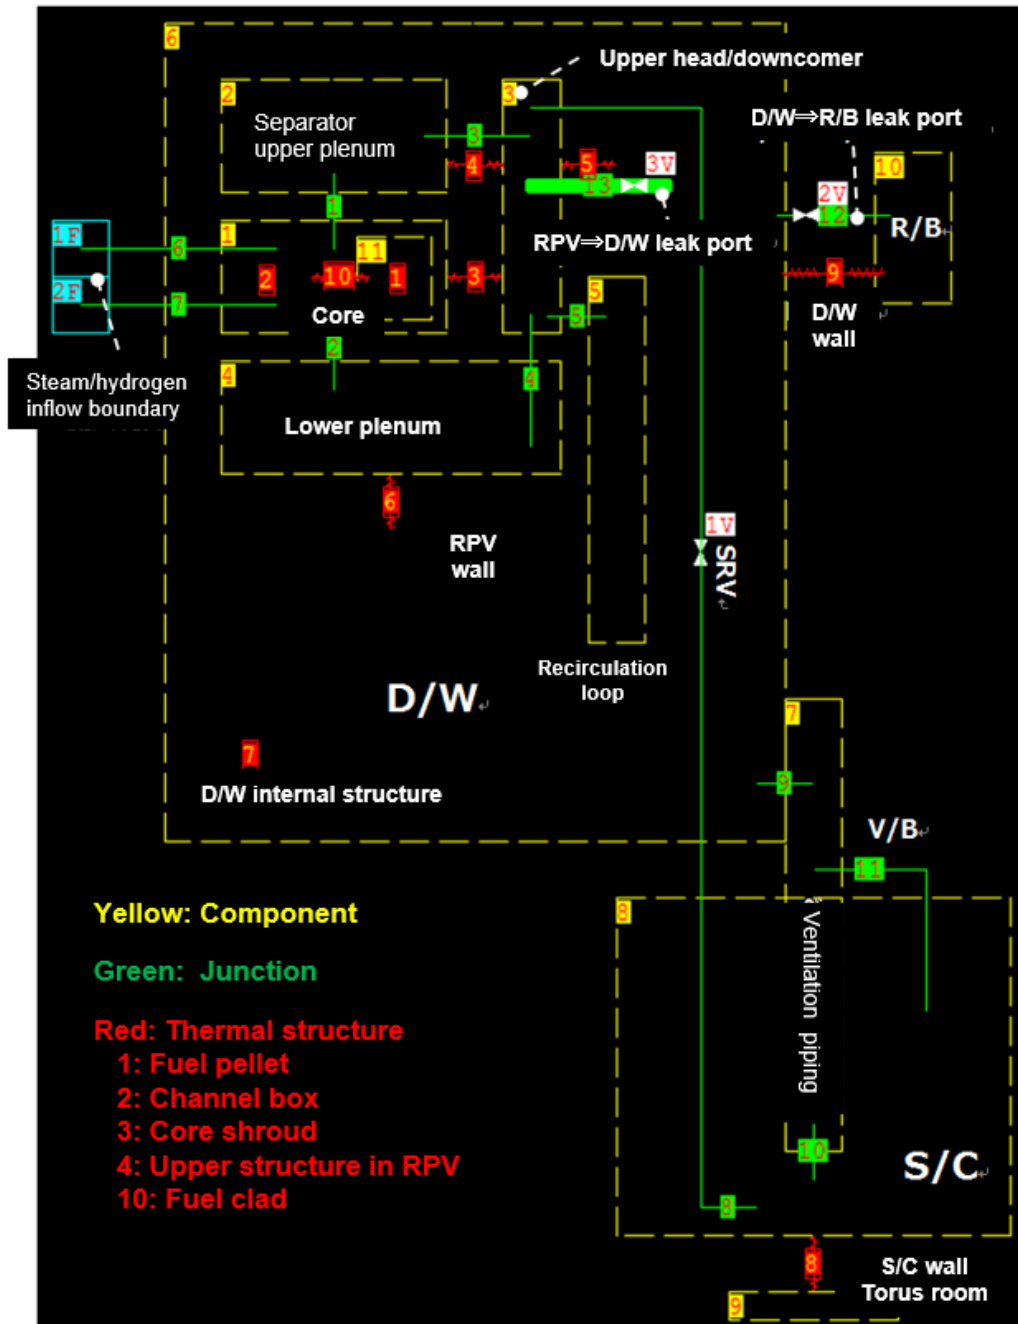 6
Upper head/downcomer
2
3
D/W⇒R/B leak port
Separator
upper plenum
3
4
5
3V
13
10
2V
12
R/B
1
RPV⇒D/W leak port
1F
6
1
11
2
10
1
3
5
9
2F
7
Core
5
D/W
wall
2
Steam/hydrogen
inflow boundary
4
4
Lower plenum
6
RPV
wall
1V
SRV
Recirculation
loop
D/W
7
7
D/W internal structure
9
V/B
11
Yellow: Component
8
Ventilation piping
Green: Junction
Red: Thermal structure
1: Fuel pellet
2: Channel box
3: Core shroud
4: Upper structure in RPV
10: Fuel clad
10
S/C
8
8
S/C wall
Torus room
9